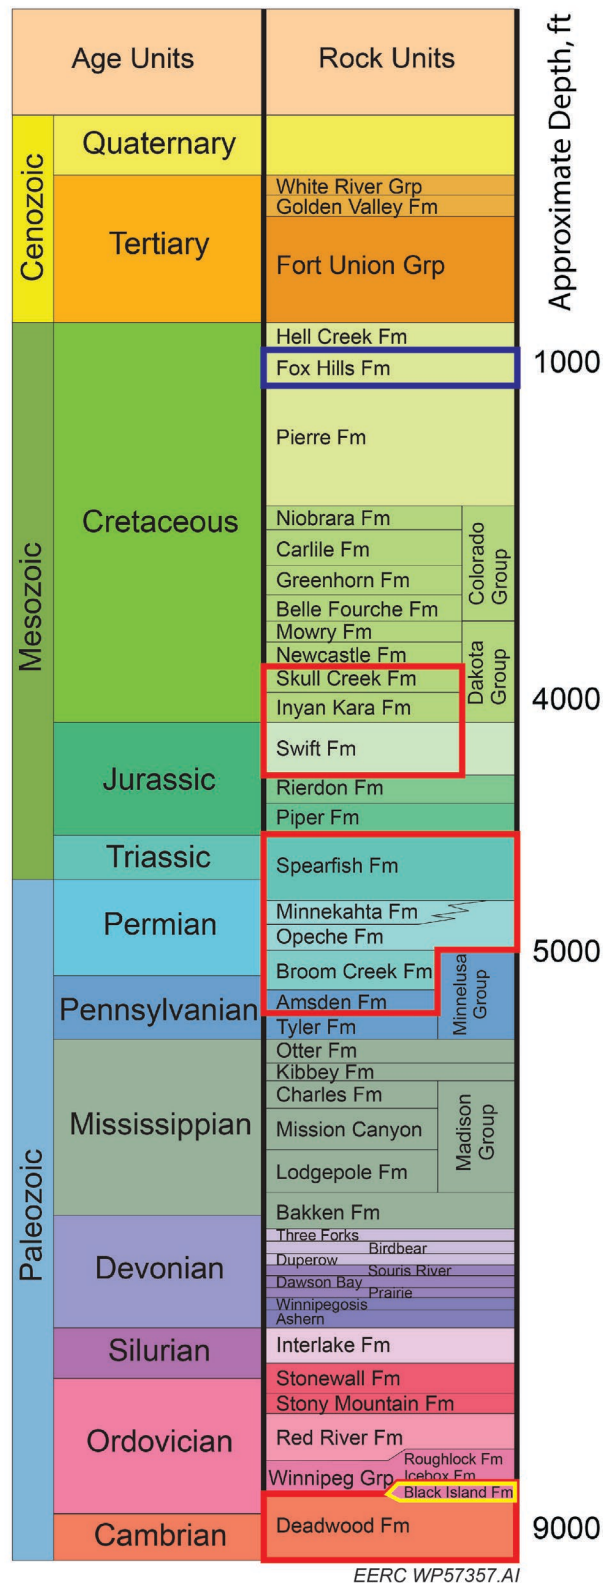 Age Units
Rock Units
Approximate Depth, ft
Cenozoic
Quaternary
Tertiary
White River Grp
Golden Valley Fm
Fort Union Grp
Mesozoic
Cretaceous
Hell Creek Fm
Fox Hills Fm
1000
Pierre Fm
Niobrara Fm
Carlile Fm
Greenhorn Fm
Belle Fourche Fm
Colorado
Group
Mowry Fm
Newcastle Fm
Skull Creek Fm
Inyan Kara Fm
Dakota
Group
4000
Jurassic
Swift Fm
Rierdon Fm
Piper Fm
Triassic
Spearfish Fm
Paleozoic
Permian
Minnekahta Fm
Opeche Fm
5000
Broom Creek Fm
Pennsylvanian
Amsden Fm
Tyler Fm
Minnelusa
Group
Mississippian
Otter Fm
Kibbey Fm
Charles Fm
Mission Canyon
Lodgepole Fm
Madison
Group
Bakken Fm
Devonian
Three Forks
Birdbear
Duperow
Souris River
Dawson Bay
Prairie
Winnipegosis
Ashern
Silurian
Interlake Fm
Ordovician
Stonewall Fm
Stony Mountain Fm
Red River Fm
Winnipeg Grp
Roughlock Fm
Icebox Fm
Black Island Fm
Cambrian
Deadwood Fm
9000
EERC WP57357.AI